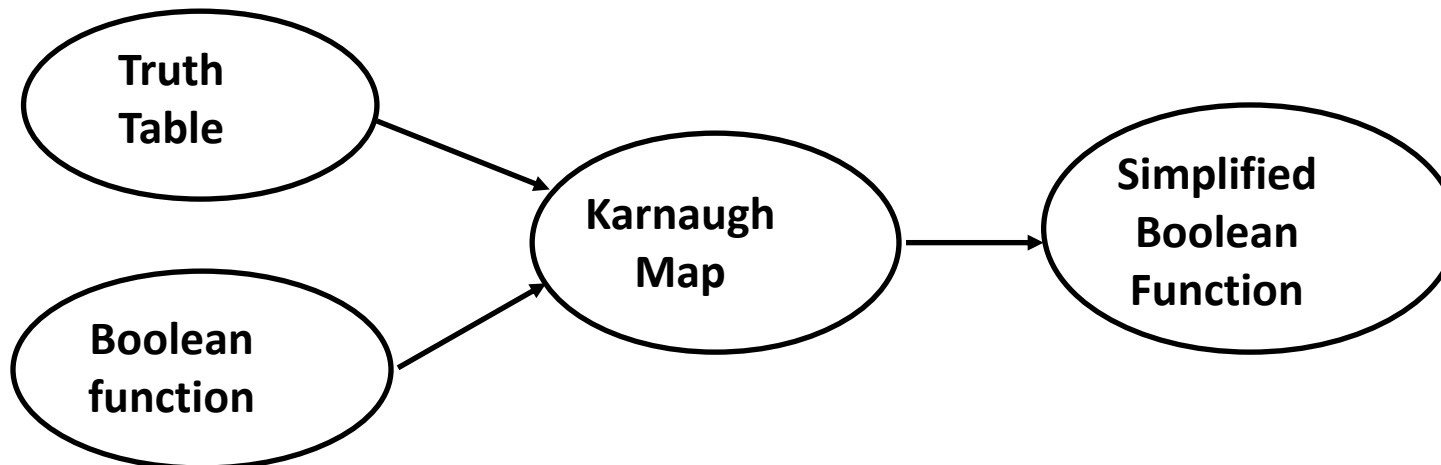 Truth
Table
Boolean
function
Karnaugh
Map
Simplified
Boolean
Function